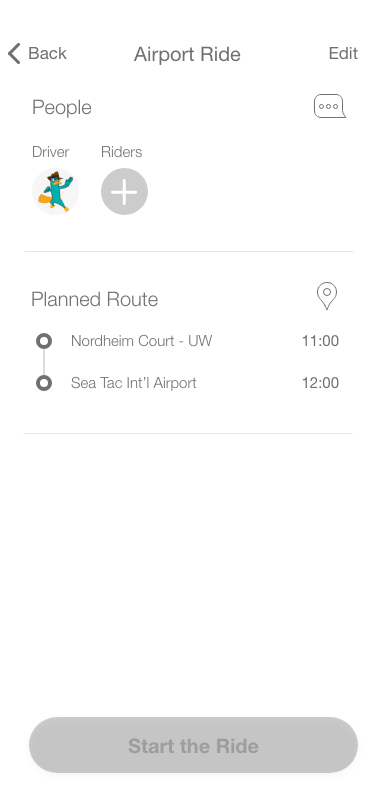 Back Airport Ride Edit
People
Driver Riders
Planned Route
Nordheim Court - UW 11:00
Sea Tac Int'l Airport 12:00
Start the Ride